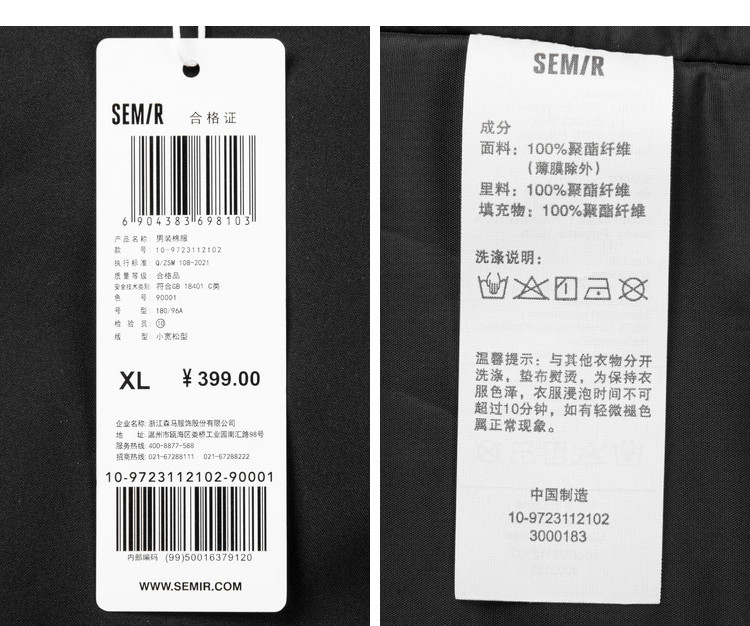 SEMIR 合格证
6 904383 698103
产品名称: 男装棉服
款 号: 10-9723112102
执行标准: Q/ZSM 10B-2021
质量等级: 合格品
安全技术类别: 符合GB 18401 C类
色 号: 90001
号 型: 180/96A
检 验 员: 10
版 型: 小宽松型
XL ¥399.00
企业名称: 浙江森马服饰股份有限公司
地 址: 温州市瓯海区娄桥工业园南汇路98号
服务热线: 400-8877-588
招商热线: 021-67288111 021-67288222
10-9723112102-90001
内部编码 (99)50016379120
WWW.SEMIR.COM
SEMIR
成分
面料: 100%聚酯纤维
(薄膜除外)
里料: 100%聚酯纤维
填充物: 100%聚酯纤维
洗涤说明:
温馨提示: 与其他衣物分开
洗涤, 垫布熨烫, 为保持衣
服色泽, 衣服浸泡时间不可
超过10分钟, 如有轻微褪色
属正常现象。
中国制造
10-9723112102
3000183